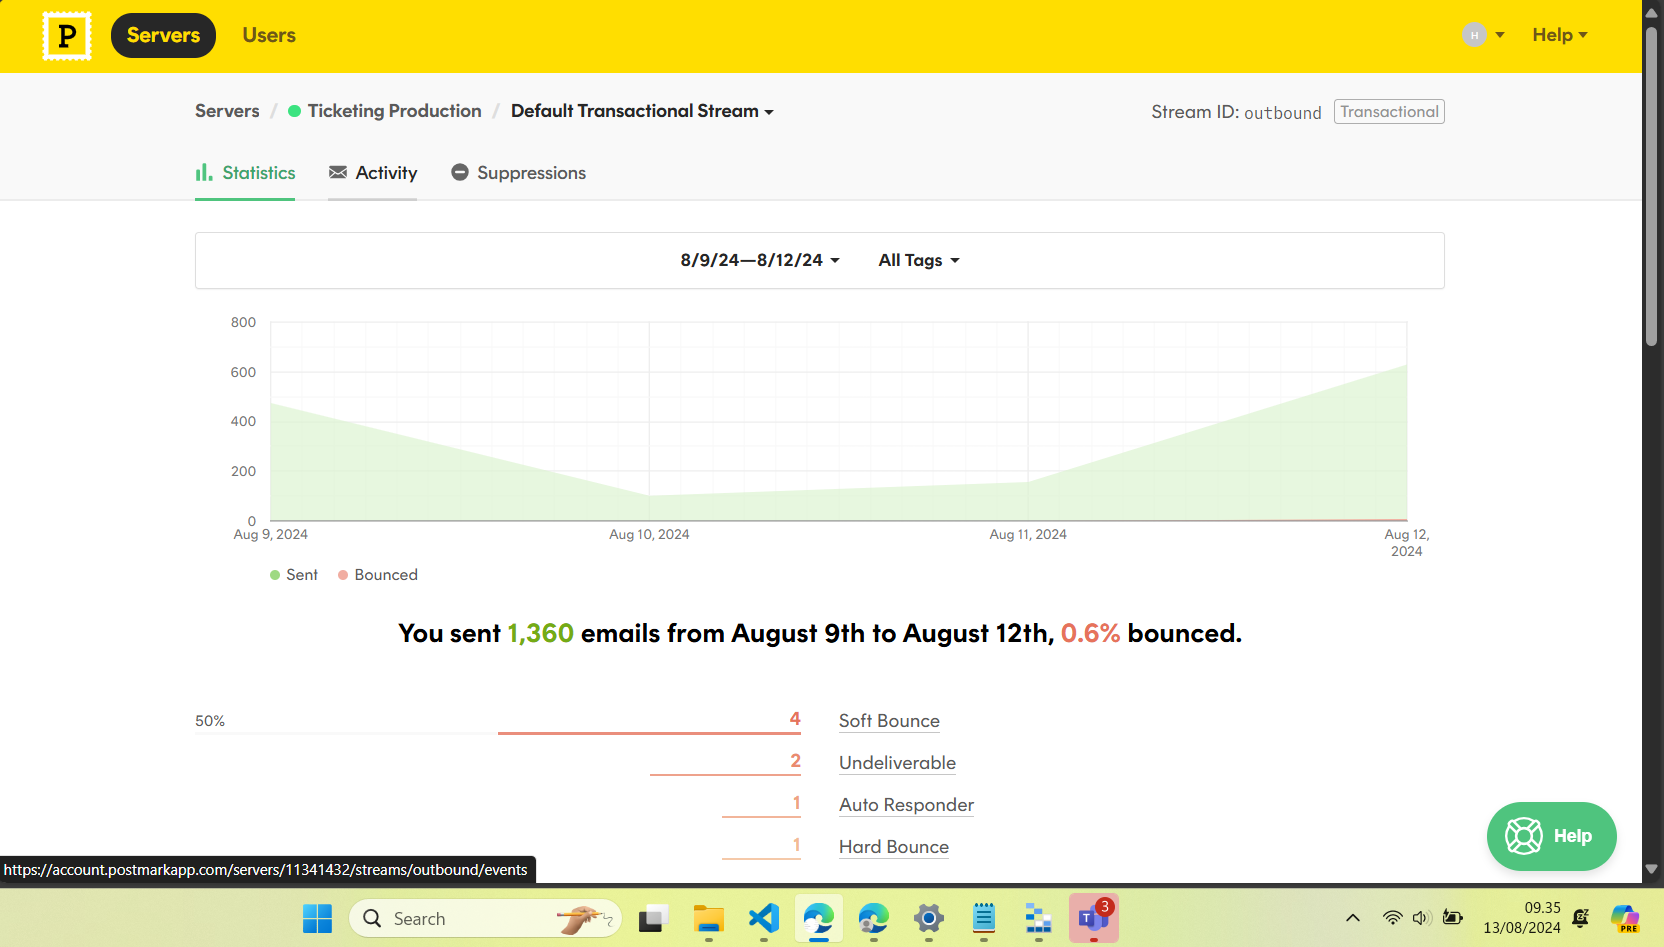 P Servers Users H Help
Servers / Ticketing Production / Default Transactional Stream Stream ID: outbound Transactional
Statistics Activity Suppressions
8/9/24—8/12/24 All Tags
800
600
400
200
0
Aug 9, 2024 Aug 10, 2024 Aug 11, 2024 Aug 12,
2024
Sent Bounced
You sent 1,360 emails from August 9th to August 12th, 0.6% bounced.
50% 4 Soft Bounce
2 Undeliverable
1 Auto Responder
1 Hard Bounce
Help
https://account.postmarkapp.com/servers/11341432/streams/outbound/events
Search T 3 09.35
13/08/2024 PRE